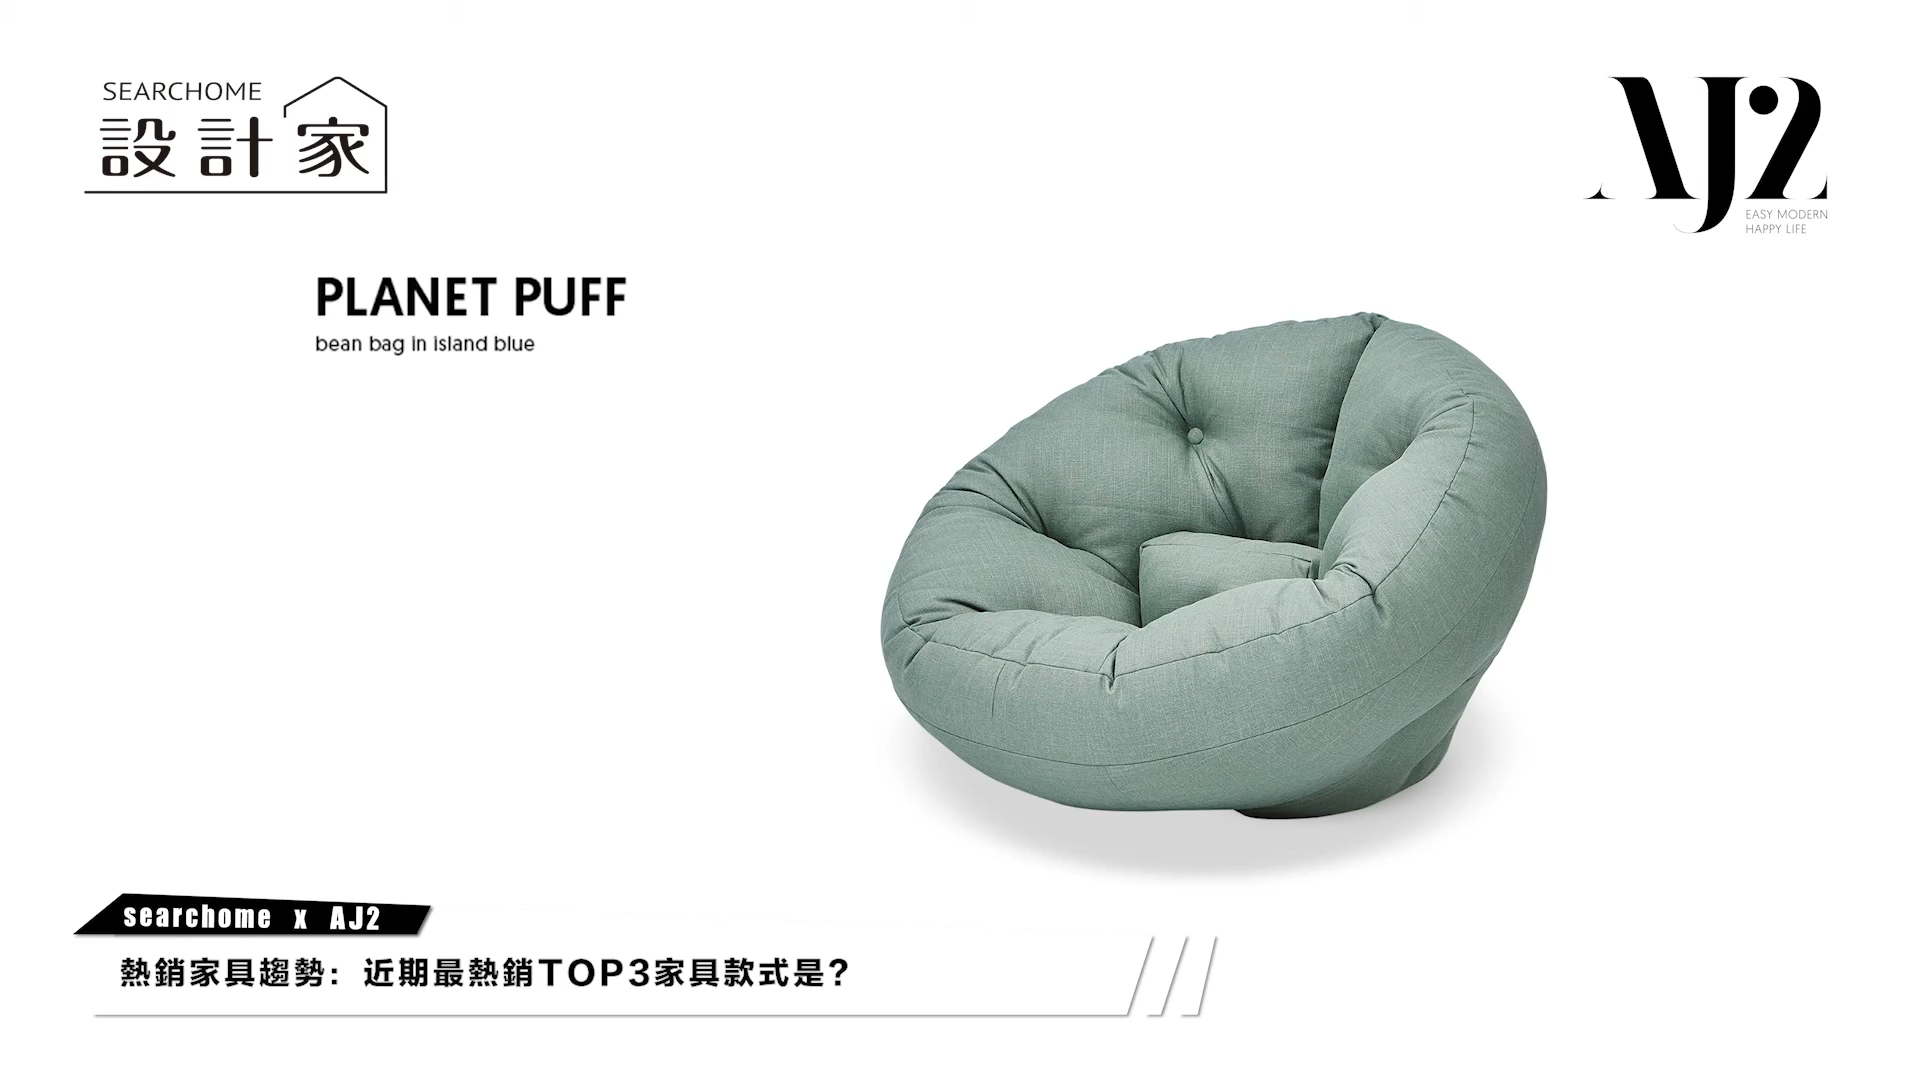 SEARCHOME
設計家
AJ2
EASY MODERN
HAPPY LIFE
PLANET PUFF
bean bag in island blue
searchome x AJ2
熱銷家具趨勢：近期最熱銷TOP3家具款式是?